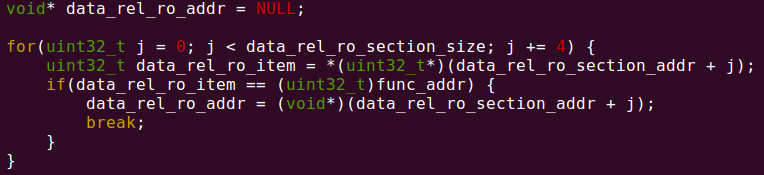 void* data_rel_ro_addr = NULL;

for(uint32_t j = 0; j < data_rel_ro_section_size; j += 4) {
    uint32_t data_rel_ro_item = *(uint32_t*)(data_rel_ro_section_addr + j);
    if(data_rel_ro_item == (uint32_t)func_addr) {
        data_rel_ro_addr = (void*)(data_rel_ro_section_addr + j);
        break;
    }
}